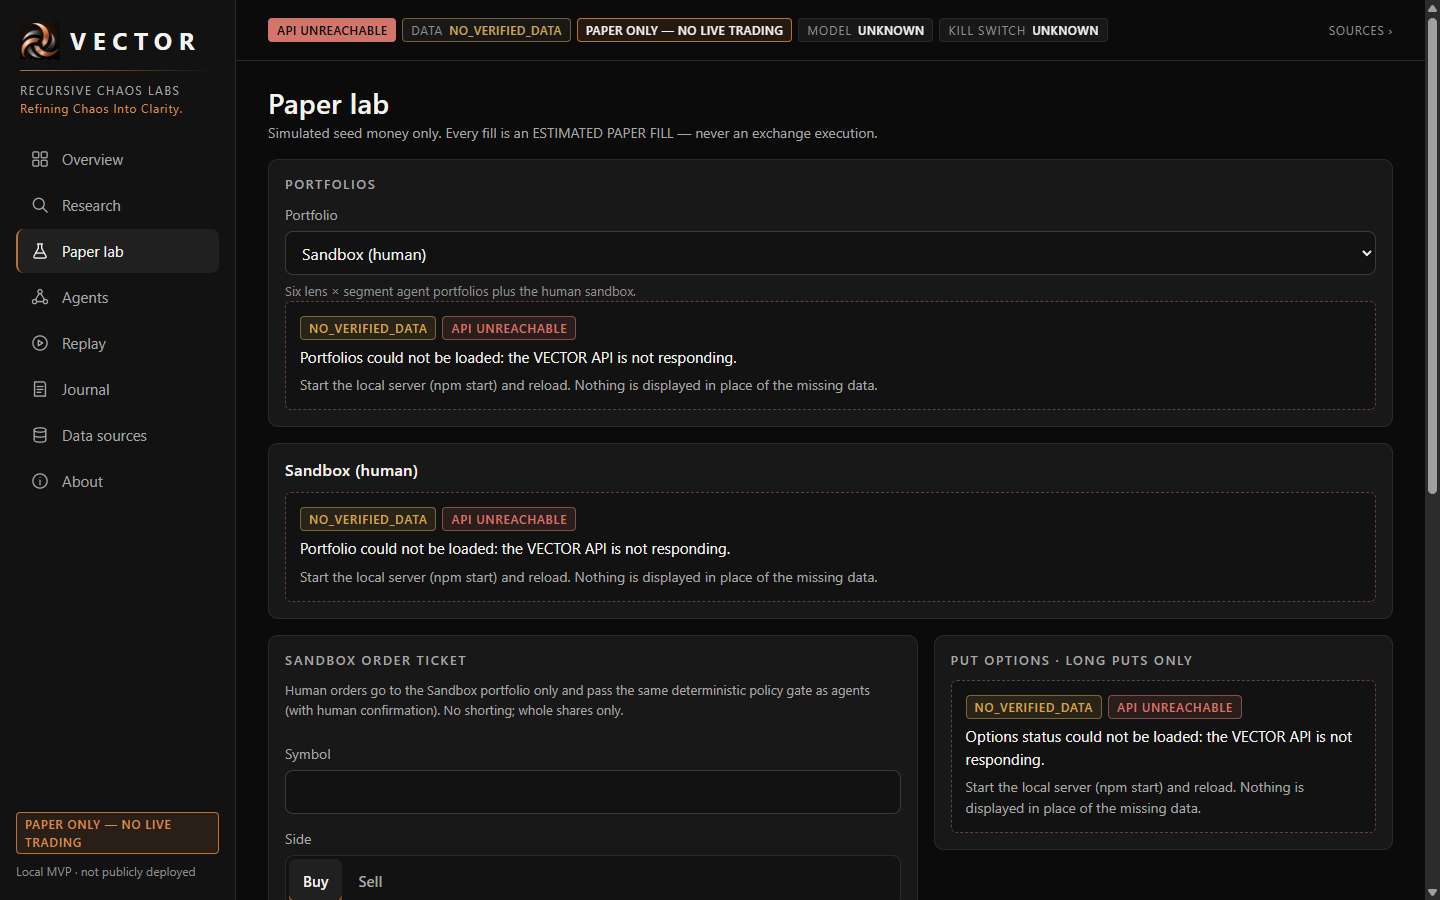 VECTOR
RECURSIVE CHAOS LABS
Refining Chaos Into Clarity.
Overview
Research
Paper lab
Agents
Replay
Journal
Data sources
About
PAPER ONLY — NO LIVE
TRADING
Local MVP · not publicly deployed
API UNREACHABLE
DATA NO_VERIFIED_DATA
PAPER ONLY — NO LIVE TRADING
MODEL UNKNOWN
KILL SWITCH UNKNOWN
SOURCES ›
Paper lab
Simulated seed money only. Every fill is an ESTIMATED PAPER FILL — never an exchange execution.
PORTFOLIOS
Portfolio
Sandbox (human)
Six lens × segment agent portfolios plus the human sandbox.
NO_VERIFIED_DATA API UNREACHABLE
Portfolios could not be loaded: the VECTOR API is not responding.
Start the local server (npm start) and reload. Nothing is displayed in place of the missing data.
Sandbox (human)
NO_VERIFIED_DATA API UNREACHABLE
Portfolio could not be loaded: the VECTOR API is not responding.
Start the local server (npm start) and reload. Nothing is displayed in place of the missing data.
SANDBOX ORDER TICKET
Human orders go to the Sandbox portfolio only and pass the same deterministic policy gate as agents
(with human confirmation). No shorting; whole shares only.
Symbol
Side
Buy Sell
PUT OPTIONS · LONG PUTS ONLY
NO_VERIFIED_DATA API UNREACHABLE
Options status could not be loaded: the VECTOR API is not
responding.
Start the local server (npm start) and reload. Nothing is
displayed in place of the missing data.